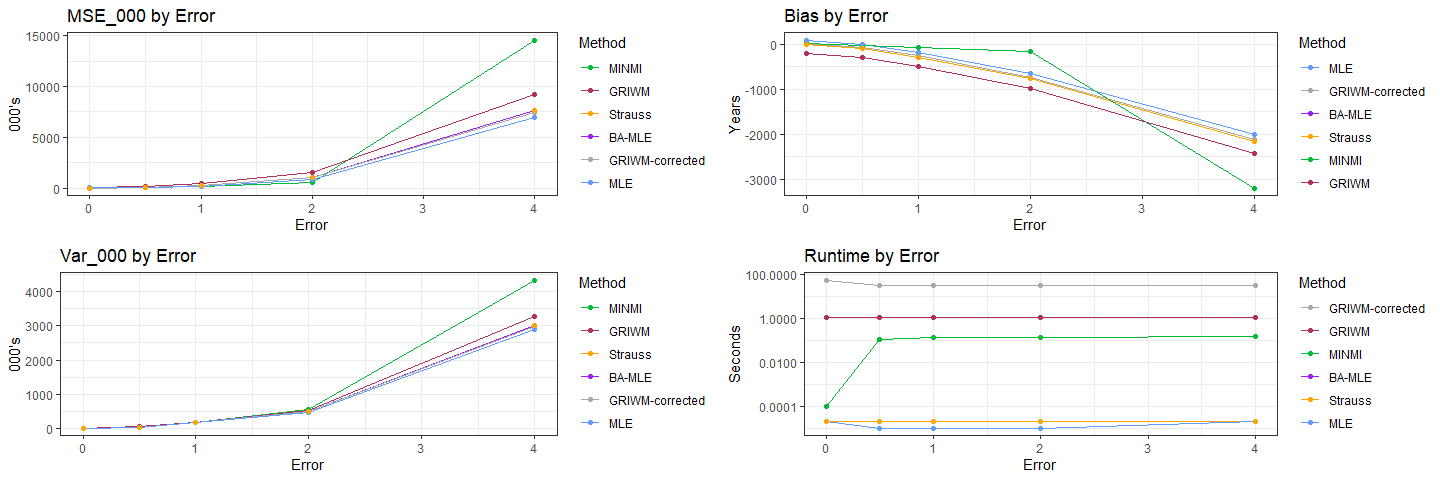 MSE_000 by Error
15000
10000
5000
0
000's
0 1 2 3 4
Error
Method
MINMI
GRIWM
Strauss
BA-MLE
GRIWM-corrected
MLE
Bias by Error
0
-1000
-2000
-3000
Years
0 1 2 3 4
Error
Method
MLE
GRIWM-corrected
BA-MLE
Strauss
MINMI
GRIWM
Var_000 by Error
4000
3000
2000
1000
0
000's
0 1 2 3 4
Error
Method
MINMI
GRIWM
Strauss
BA-MLE
GRIWM-corrected
MLE
Runtime by Error
100.0000
1.0000
0.0100
0.0001
Seconds
0 1 2 3 4
Error
Method
GRIWM-corrected
GRIWM
MINMI
BA-MLE
Strauss
MLE